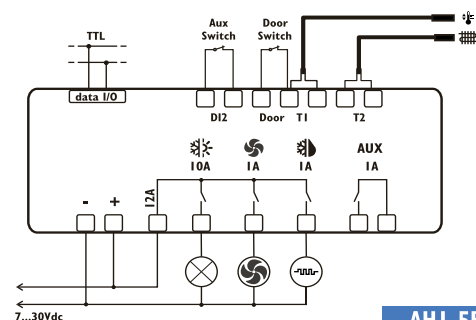 Aux Door
Switch Switch
TTL
data I/O
DI2 Door T1 T2
10A 1A 1A AUX
1A
- + 12A
7...30Vdc